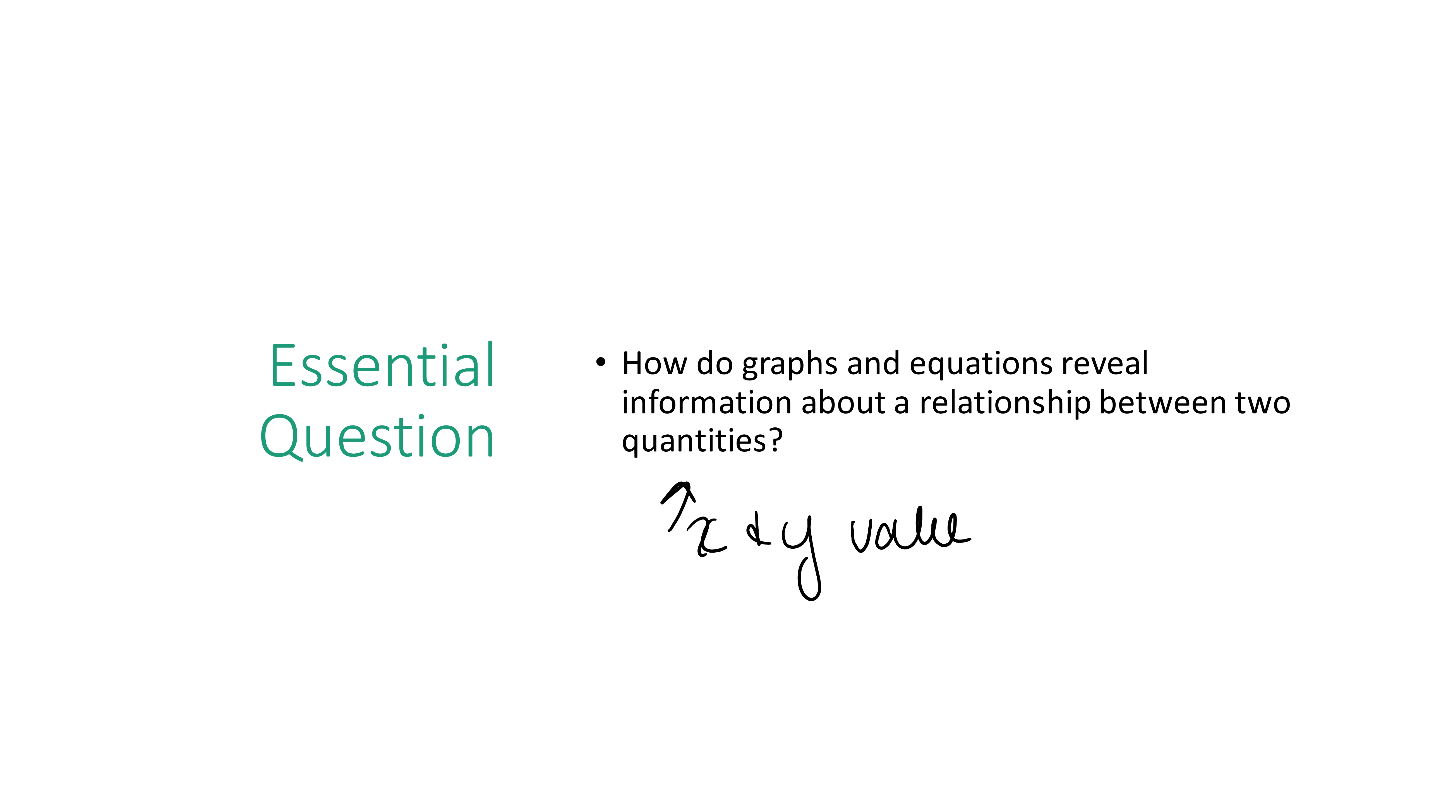 Essential
Question
• How do graphs and equations reveal
information about a relationship between two
quantities?
x & y value